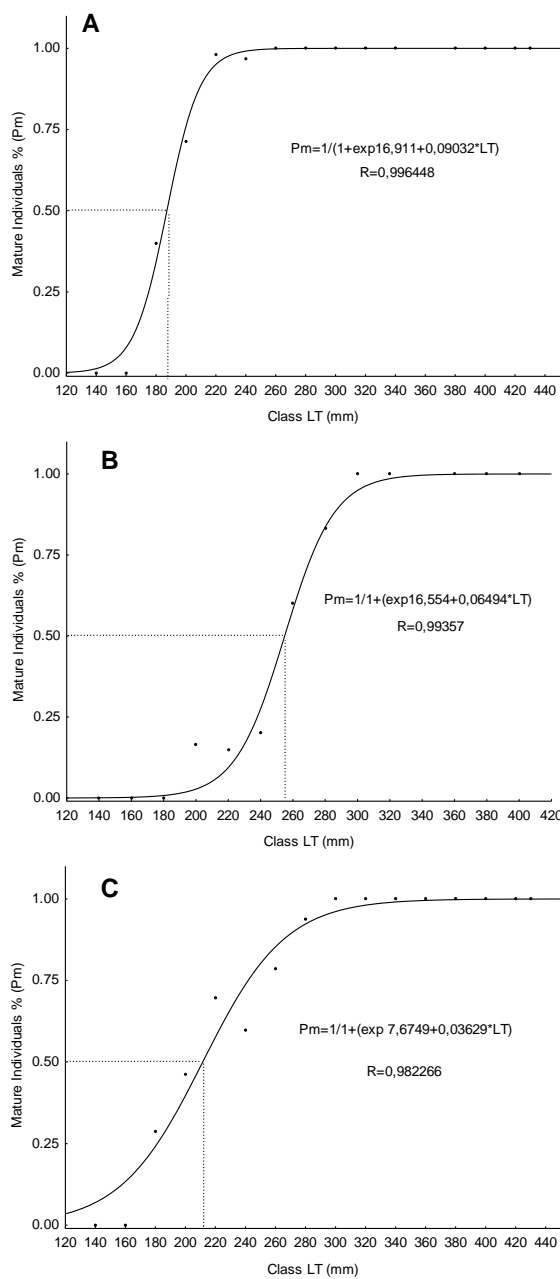 A
Mature Individuals % (Pm)
1.00
0.75
0.50
0.25
0.00
Pm=1/(1+exp16,911+0,09032*LT)
R=0,996448
120 140 160 180 200 220 240 260 280 300 320 340 360 380 400 420 440
Class LT (mm)
B
Mature Individuals % (Pm)
1.00
0.75
0.50
0.25
0.00
Pm=1/1+(exp16,554+0,06494*LT)
R=0,99357
120 140 160 180 200 220 240 260 280 300 320 340 360 380 400 420
Class LT (mm)
C
Mature Individuals % (Pm)
1.00
0.75
0.50
0.25
0.00
Pm=1/1+(exp 7,6749+0,03629*LT)
R=0,982266
120 140 160 180 200 220 240 260 280 300 320 340 360 380 400 420 440
Class LT (mm)